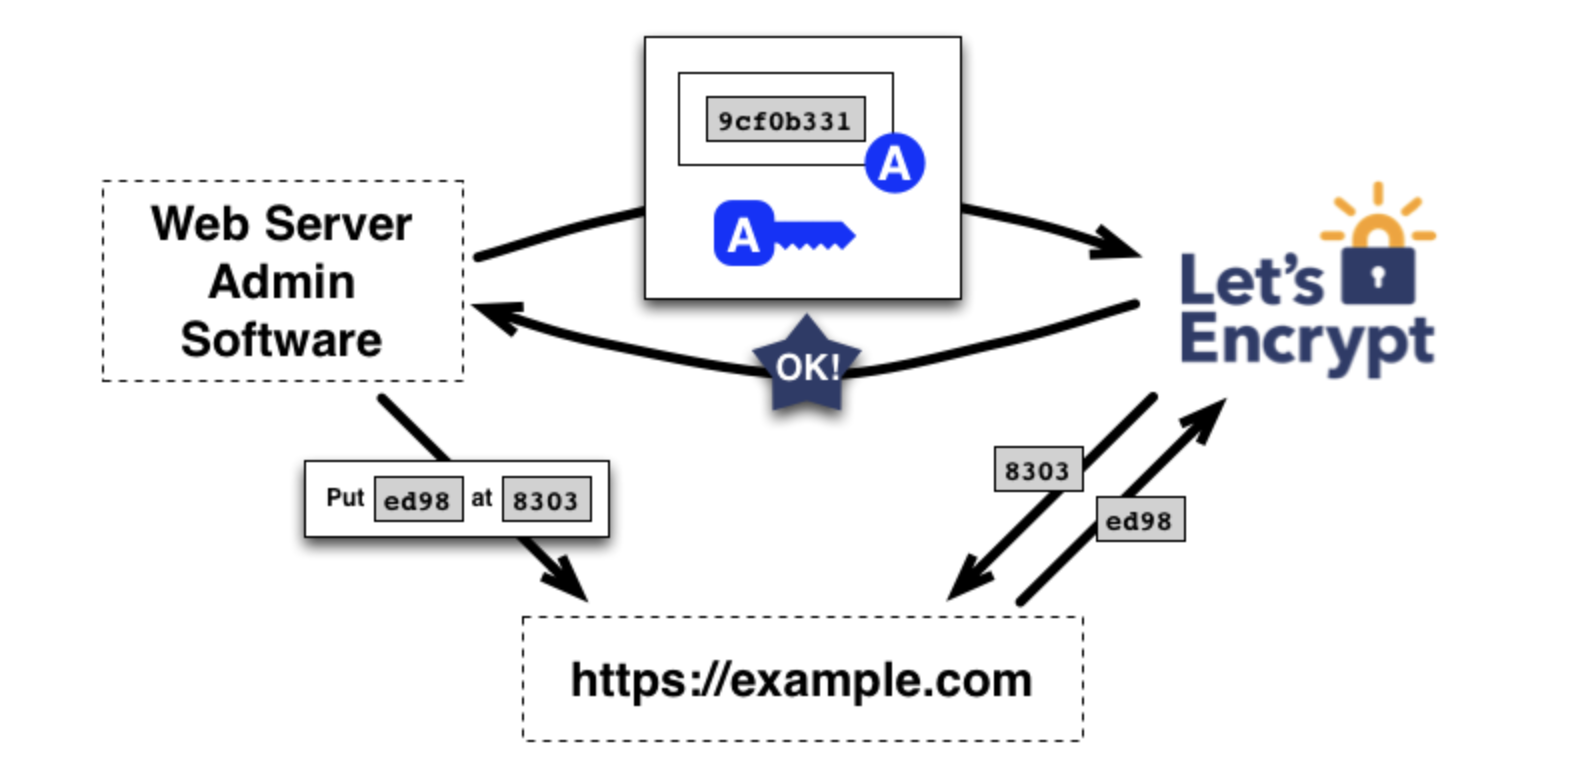 9cf0b331
A
A
Web Server
Admin
Software
Let's
Encrypt
OK!
Put ed98 at 8303
8303
ed98
https://example.com